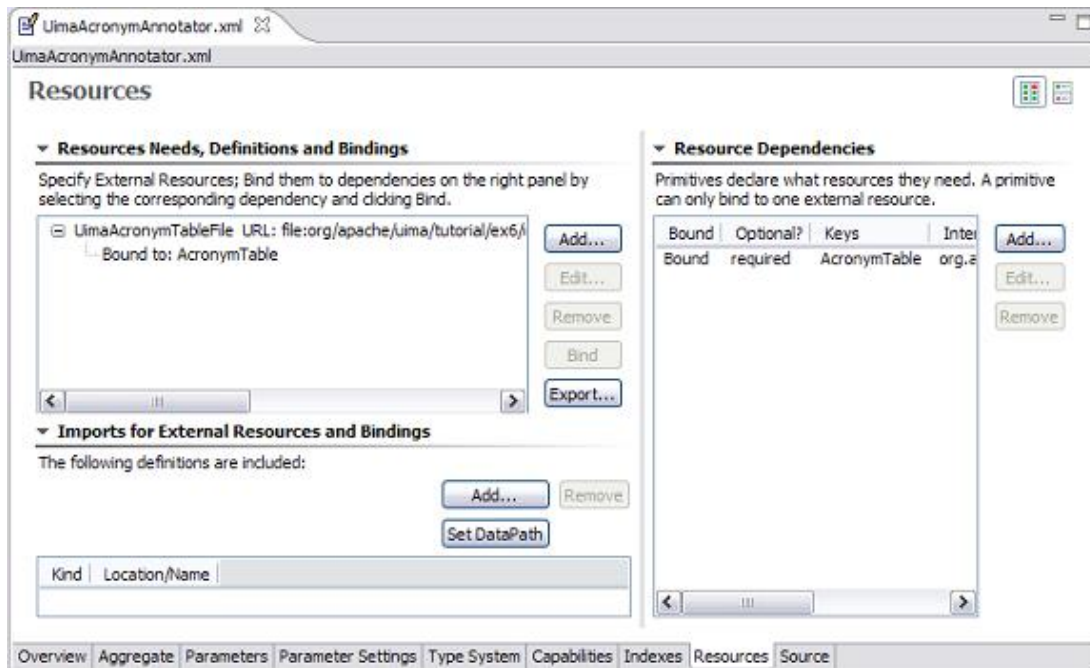 UimaAcronymAnnotator.xml
UimaAcronymAnnotator.xml
Resources
Resources Needs, Definitions and Bindings
Specify External Resources; Bind them to dependencies on the right panel by
selecting the corresponding dependency and clicking Bind.
UimaAcronymTableFile URL: file:org/apache/uima/tutorial/ex6/
Bound to: AcronymTable
Add...
Edit...
Remove
Bind
Export...
Imports for External Resources and Bindings
The following definitions are included:
Add... Remove
Set DataPath
Kind Location/Name
Resource Dependencies
Primitives declare what resources they need. A primitive
can only bind to one external resource.
Bound Optional? Keys Inter
Bound required AcronymTable org.a
Add...
Edit...
Remove
Overview Aggregate Parameters Parameter Settings Type System Capabilities Indexes Resources Source